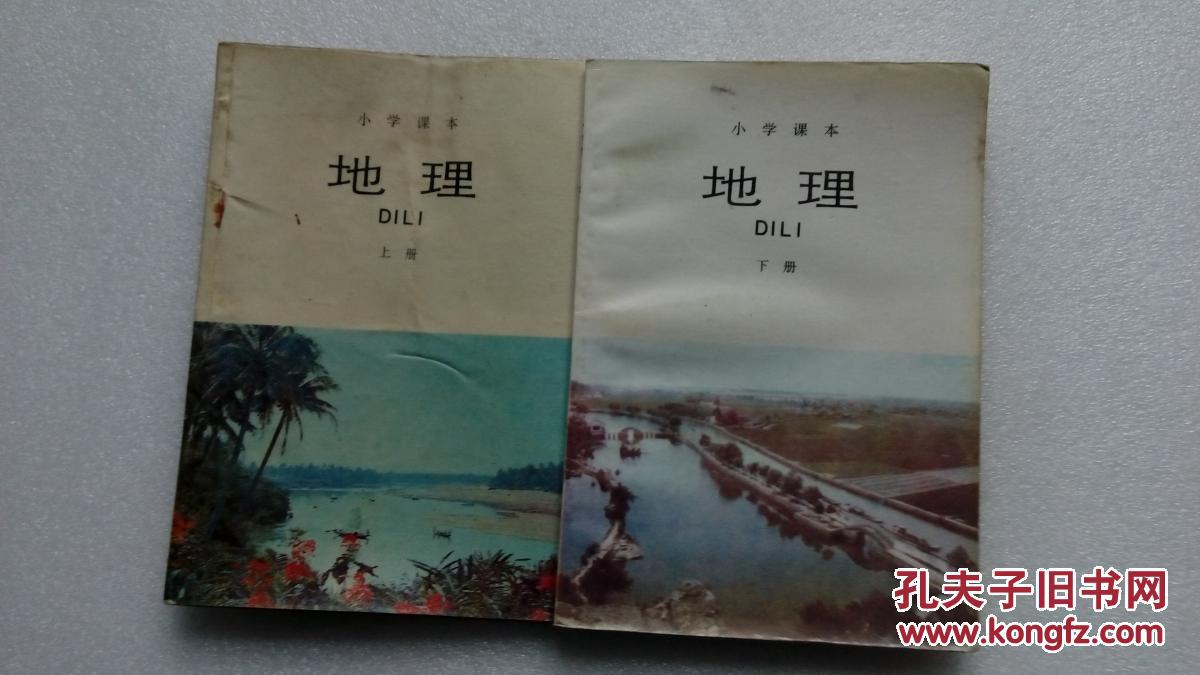 小学课本
地理
DILI
上册
小学课本
地理
DILI
下册
孔夫子旧书网
www.kongfz.com